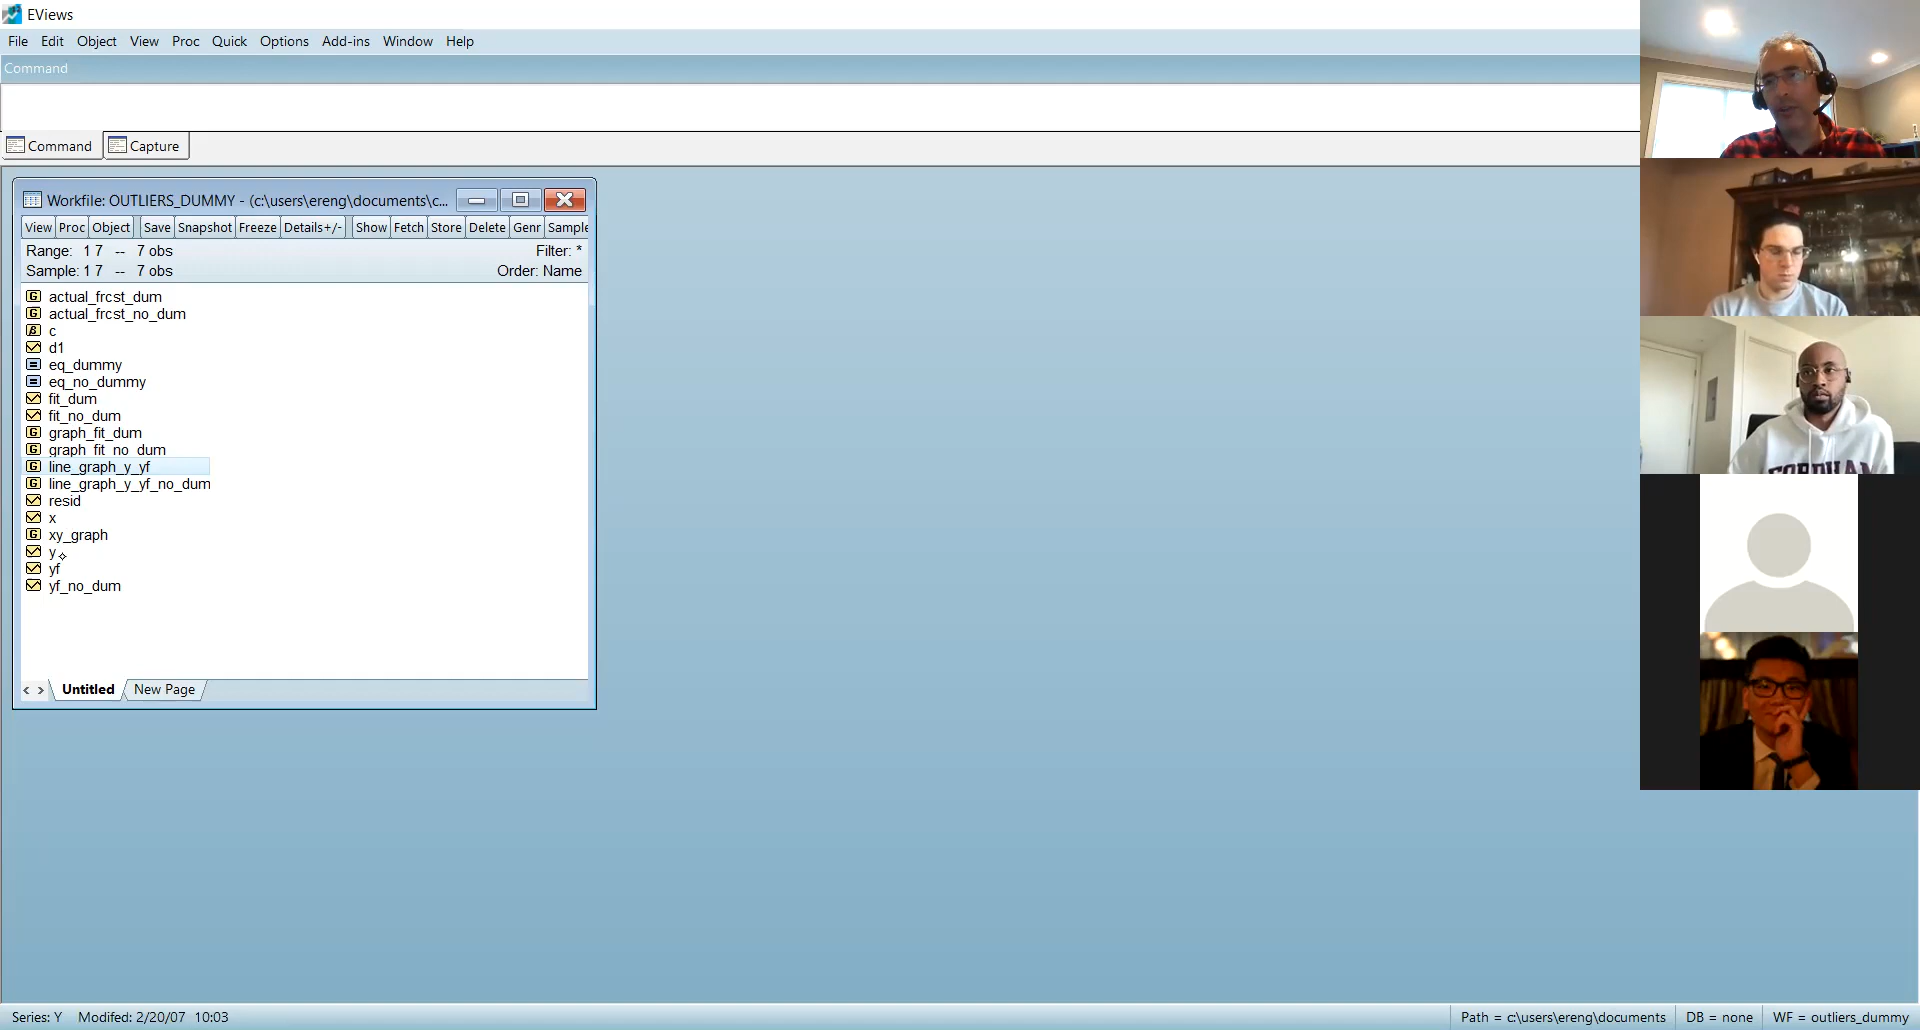 EViews
File Edit Object View Proc Quick Options Add-ins Window Help
Command
Command Capture
Workfile: OUTLIERS_DUMMY - (c:\users\ereng\documents\c...
View Proc Object Save Snapshot Freeze Details+/- Show Fetch Store Delete Genr Sample
Range: 1 7 -- 7 obs Filter: *
Sample: 1 7 -- 7 obs Order: Name
actual_frcst_dum
actual_frcst_no_dum
c
d1
eq_dummy
eq_no_dummy
fit_dum
fit_no_dum
graph_fit_dum
graph_fit_no_dum
line_graph_y_yf
line_graph_y_yf_no_dum
resid
x
xy_graph
y
yf
yf_no_dum
Untitled New Page
FORDHAM
Series: Y Modifed: 2/20/07 10:03 Path = c:\users\ereng\documents DB = none WF = outliers_dummy